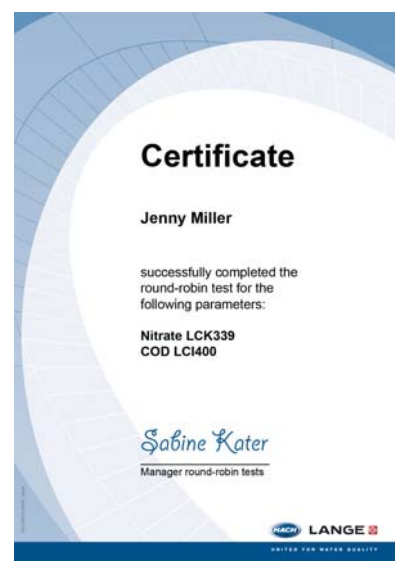 Certificate
Jenny Miller
successfully completed the
round-robin test for the
following parameters:
Nitrate LCK339
COD LCI400
Sabine Kater
Manager round-robin tests
HACH LANGE
UNITED FOR WATER QUALITY